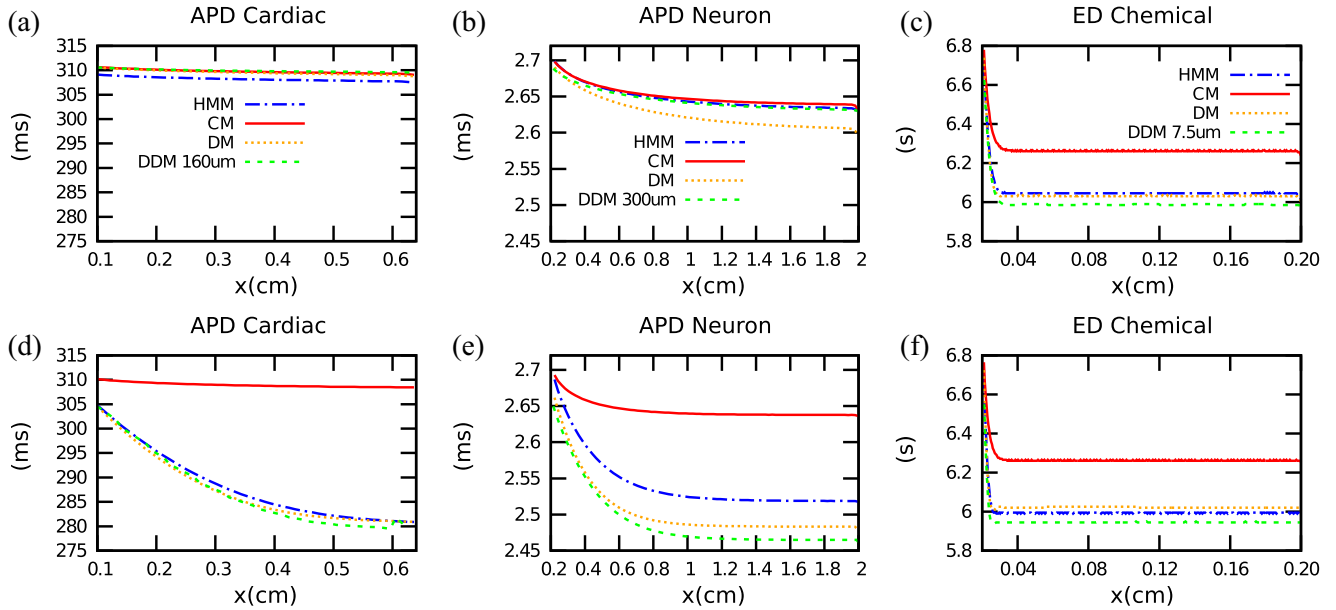 (a) APD Cardiac
315
310
305
300
295
290
285
280
275
(ms)
HMM
CM
DM
DDM 160um
0.1 0.2 0.3 0.4 0.5 0.6
x(cm)
(b) APD Neuron
2.7
2.65
2.6
2.55
2.5
2.45
(ms)
HMM
CM
DM
DDM 300um
0.2 0.4 0.6 0.8 1 1.2 1.4 1.6 1.8 2
x(cm)
(c) ED Chemical
6.8
6.6
6.4
6.2
6
5.8
(s)
HMM
CM
DM
DDM 7.5um
0.04 0.08 0.12 0.16 0.20
x(cm)
(d) APD Cardiac
315
310
305
300
295
290
285
280
275
(ms)
0.1 0.2 0.3 0.4 0.5 0.6
x(cm)
(e) APD Neuron
2.7
2.65
2.6
2.55
2.5
2.45
(ms)
0.2 0.4 0.6 0.8 1 1.2 1.4 1.6 1.8 2
x(cm)
(f) ED Chemical
6.8
6.6
6.4
6.2
6
5.8
(s)
0.04 0.08 0.12 0.16 0.20
x(cm)